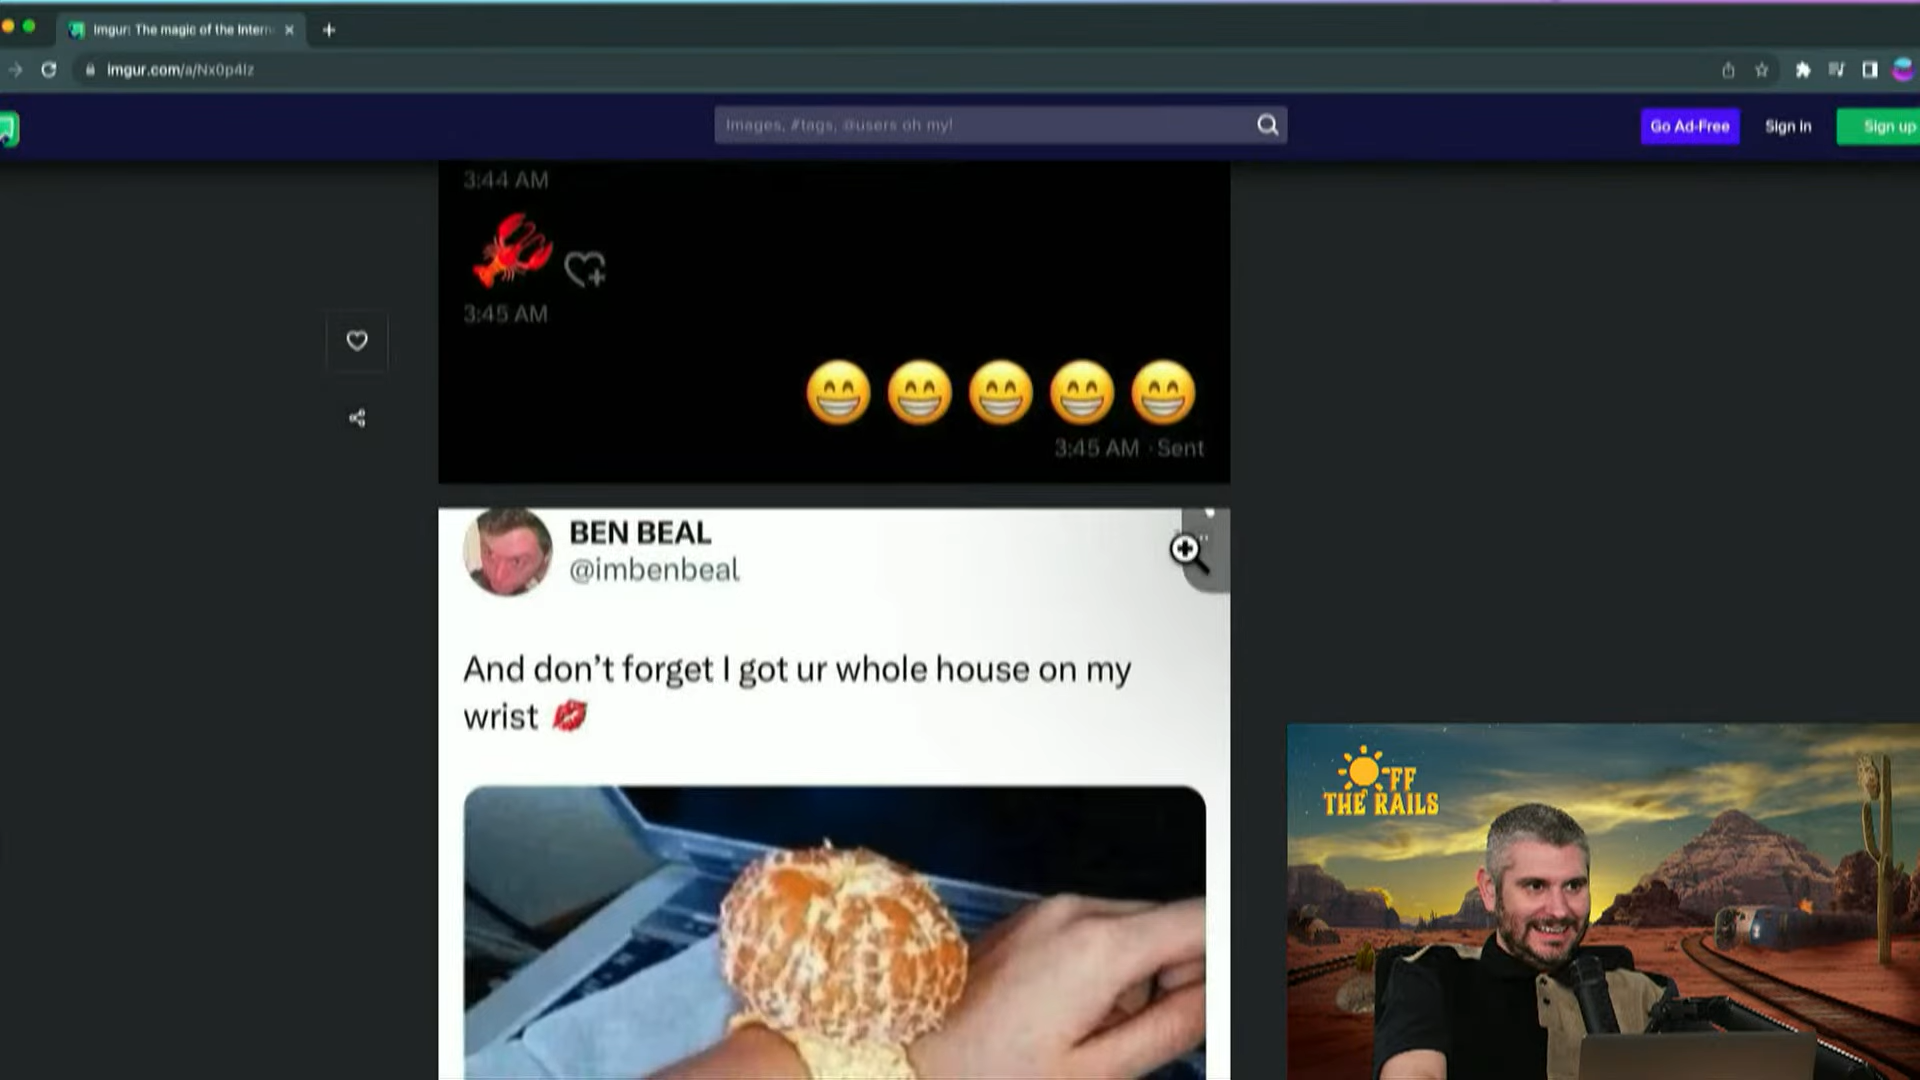 Imgur: The magic of the Intern
imgur.com/a/Nx0p4lz
Images, #tags, @users oh my!
Go Ad-Free
Sign in
Sign up
3:44 AM
3:45 AM
3:45 AM · Sent
BEN BEAL
@imbenbeal
And don't forget I got ur whole house on my
wrist 💋
OFF
THE RAILS